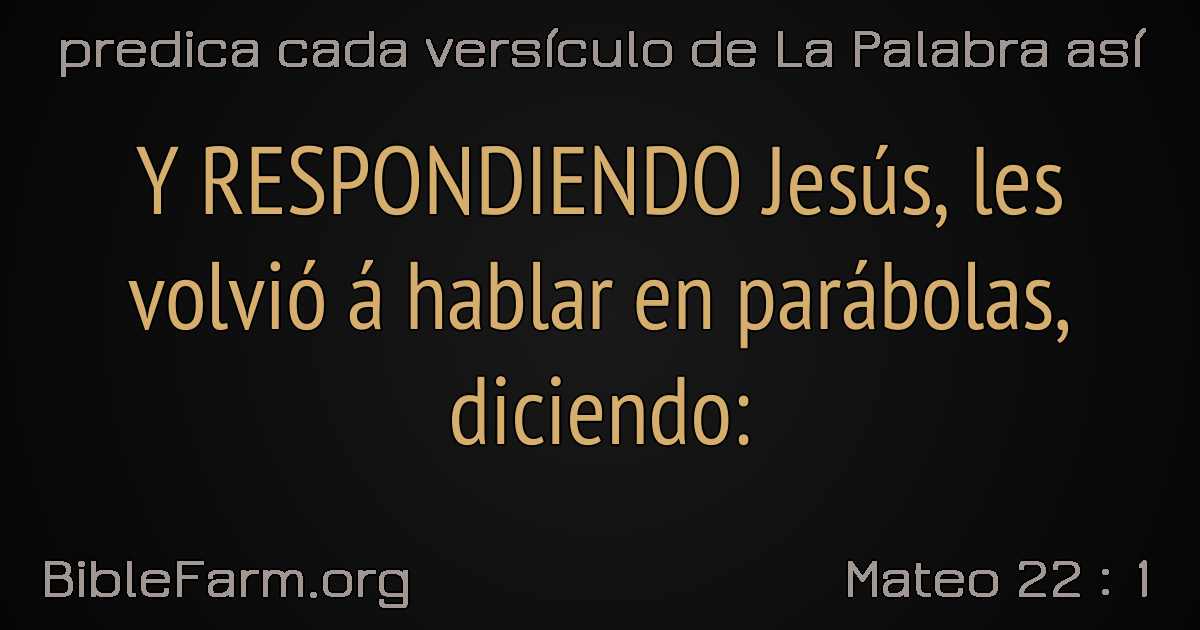 predica cada versículo de La Palabra así
Y RESPONDIENDO Jesús, les
volvió á hablar en parábolas,
diciendo:
BibleFarm.org
Mateo 22 : 1